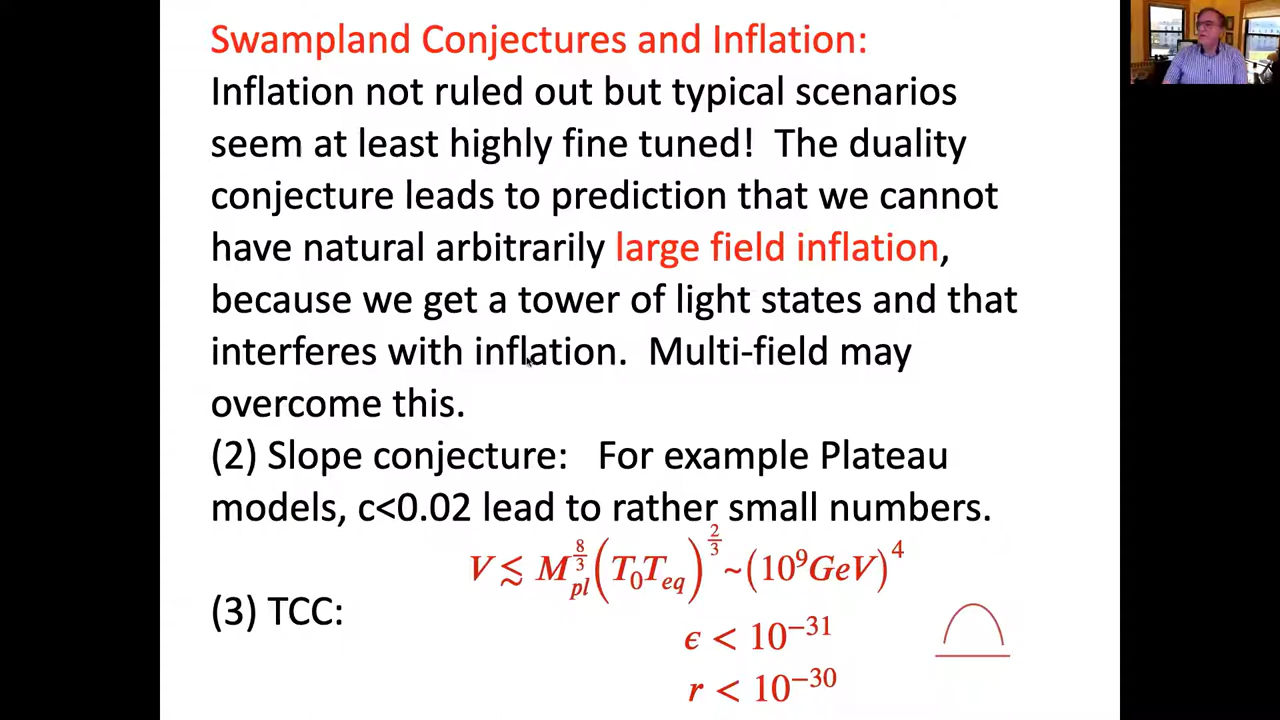 Swampland Conjectures and Inflation:
Inflation not ruled out but typical scenarios
seem at least highly fine tuned!  The duality
conjecture leads to prediction that we cannot
have natural arbitrarily large field inflation,
because we get a tower of light states and that
interferes with inflation.  Multi-field may
overcome this.
(2) Slope conjecture:   For example Plateau
models, c<0.02 lead to rather small numbers.
V ≲ M_{pl}^{8/3} (T_0 T_{eq})^{2/3} ~ (10^9 GeV)^4
(3) TCC:
ϵ < 10^{−31}
r < 10^{−30}